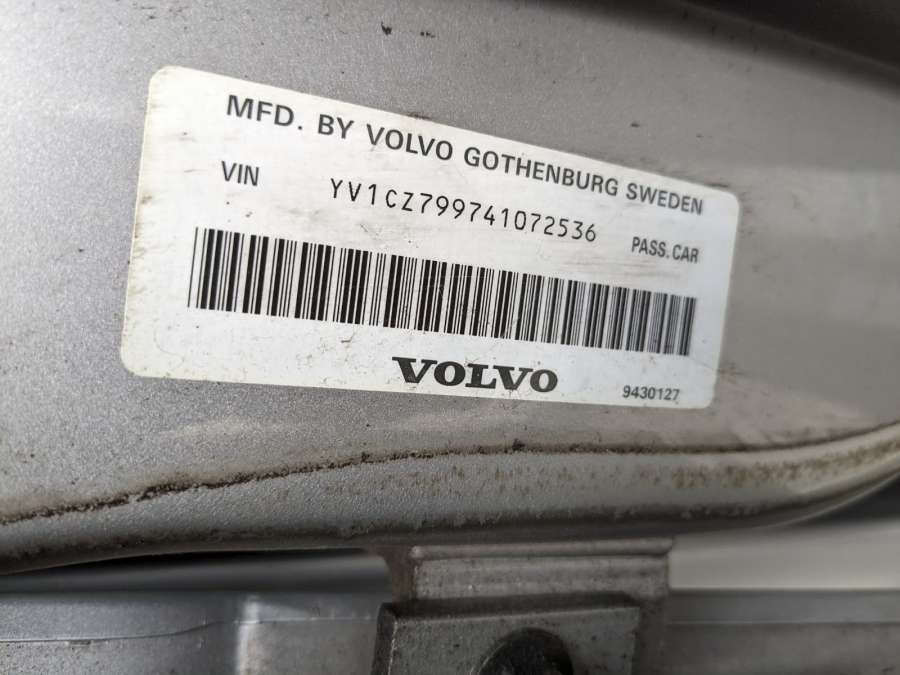 MFD. BY VOLVO GOTHENBURG SWEDEN
VIN YV1CZ799741072536 PASS. CAR
VOLVO 9430127